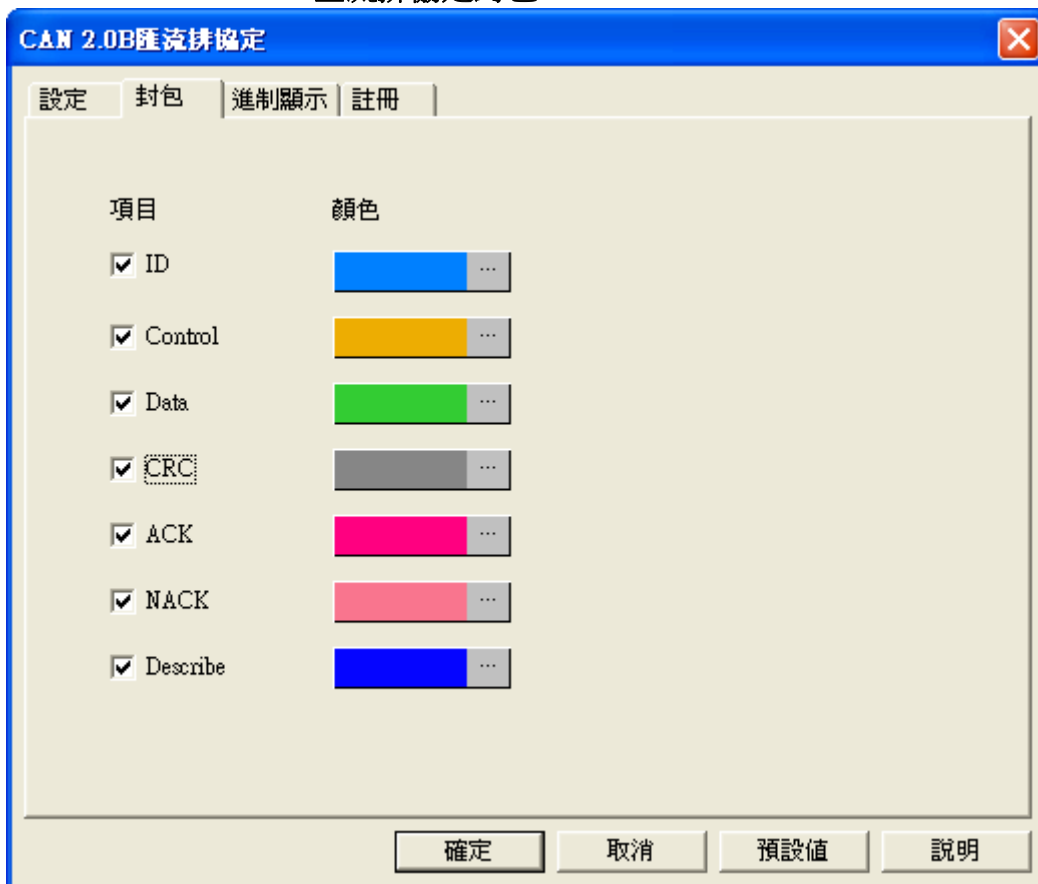 CAN 2.0B匯流排協定
設定 封包 進制顯示 註冊
項目 顏色
ID ...
Control ...
Data ...
CRC ...
ACK ...
NACK ...
Describe ...
確定 取消 預設值 說明